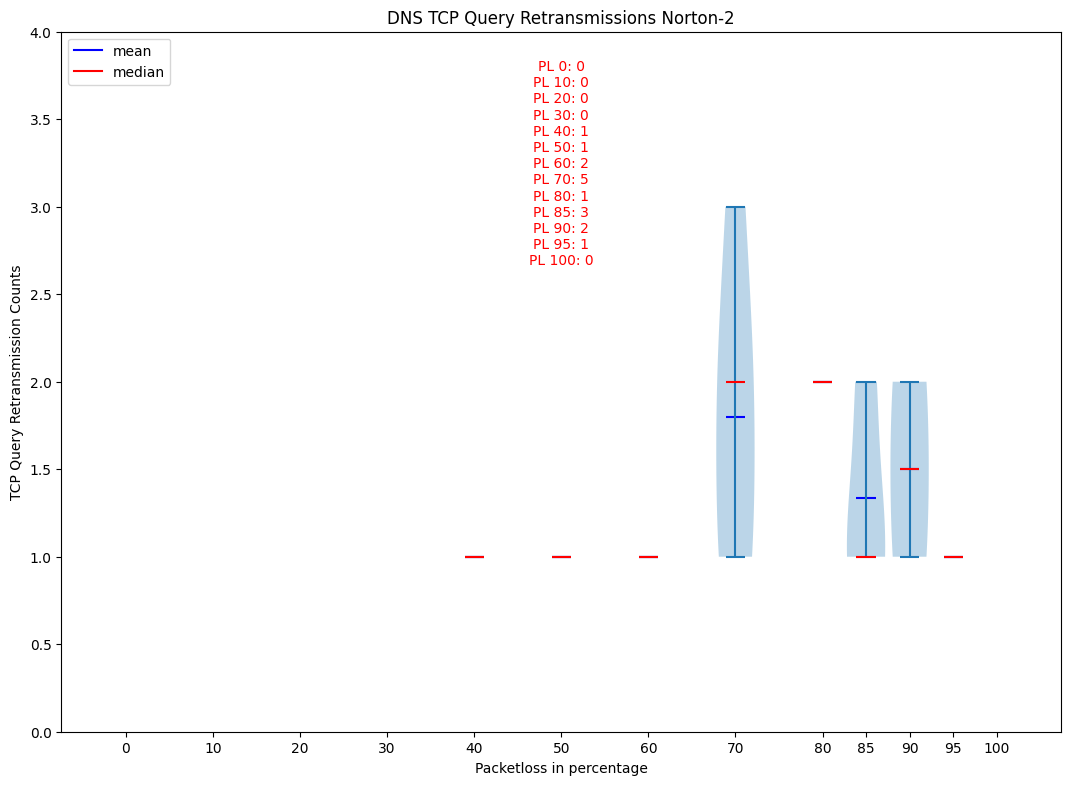 DNS TCP Query Retransmissions Norton-2
mean
median
PL 0: 0
PL 10: 0
PL 20: 0
PL 30: 0
PL 40: 1
PL 50: 1
PL 60: 2
PL 70: 5
PL 80: 1
PL 85: 3
PL 90: 2
PL 95: 1
PL 100: 0
TCP Query Retransmission Counts
4.0
3.5
3.0
2.5
2.0
1.5
1.0
0.5
0.0
0 10 20 30 40 50 60 70 80 85 90 95 100
Packetloss in percentage